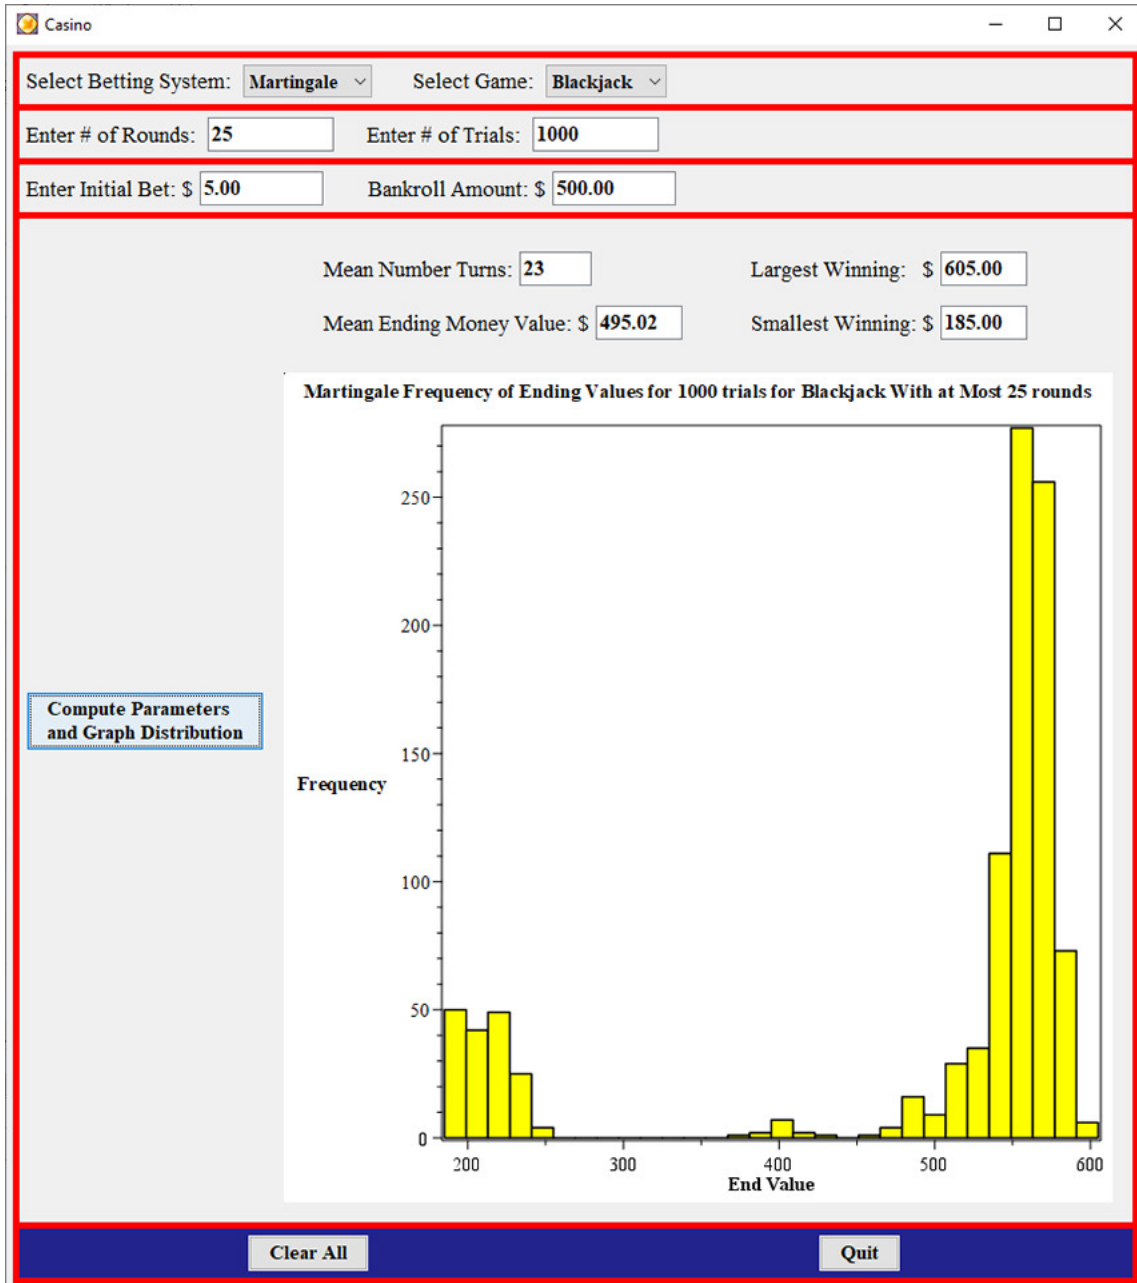 Casino
Select Betting System: Martingale Select Game: Blackjack
Enter # of Rounds: 25 Enter # of Trials: 1000
Enter Initial Bet: $ 5.00 Bankroll Amount: $ 500.00
Mean Number Turns: 23 Largest Winning: $ 605.00
Mean Ending Money Value: $ 495.02 Smallest Winning: $ 185.00
Martingale Frequency of Ending Values for 1000 trials for Blackjack With at Most 25 rounds
250
200
Compute Parameters
and Graph Distribution
150
Frequency
100
50
0
200 300 400 500 600
End Value
Clear All Quit